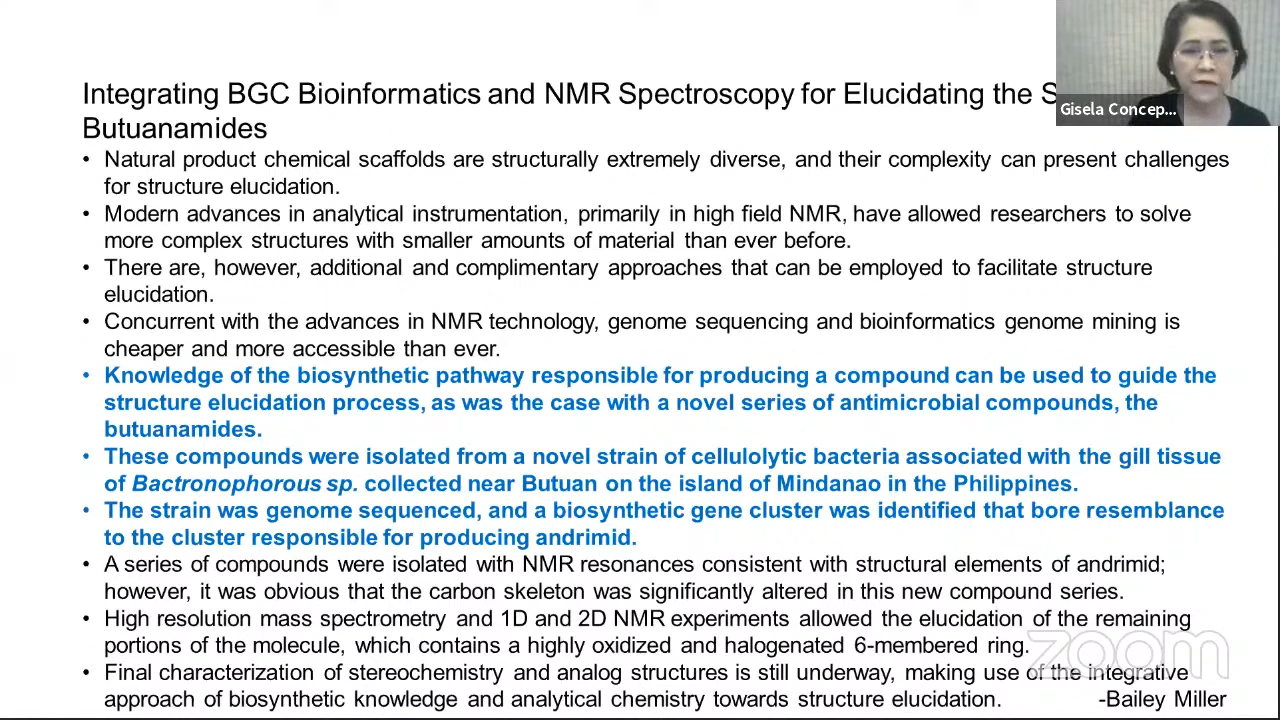 Integrating BGC Bioinformatics and NMR Spectroscopy for Elucidating the S
Gisela Concep...
Butuanamides
• Natural product chemical scaffolds are structurally extremely diverse, and their complexity can present challenges
for structure elucidation.
• Modern advances in analytical instrumentation, primarily in high field NMR, have allowed researchers to solve
more complex structures with smaller amounts of material than ever before.
• There are, however, additional and complimentary approaches that can be employed to facilitate structure
elucidation.
• Concurrent with the advances in NMR technology, genome sequencing and bioinformatics genome mining is
cheaper and more accessible than ever.
• Knowledge of the biosynthetic pathway responsible for producing a compound can be used to guide the
structure elucidation process, as was the case with a novel series of antimicrobial compounds, the
butuanamides.
• These compounds were isolated from a novel strain of cellulolytic bacteria associated with the gill tissue
of Bactronophorous sp. collected near Butuan on the island of Mindanao in the Philippines.
• The strain was genome sequenced, and a biosynthetic gene cluster was identified that bore resemblance
to the cluster responsible for producing andrimid.
• A series of compounds were isolated with NMR resonances consistent with structural elements of andrimid;
however, it was obvious that the carbon skeleton was significantly altered in this new compound series.
• High resolution mass spectrometry and 1D and 2D NMR experiments allowed the elucidation of the remaining
portions of the molecule, which contains a highly oxidized and halogenated 6-membered ring.
zoom
• Final characterization of stereochemistry and analog structures is still underway, making use of the integrative
approach of biosynthetic knowledge and analytical chemistry towards structure elucidation. -Bailey Miller